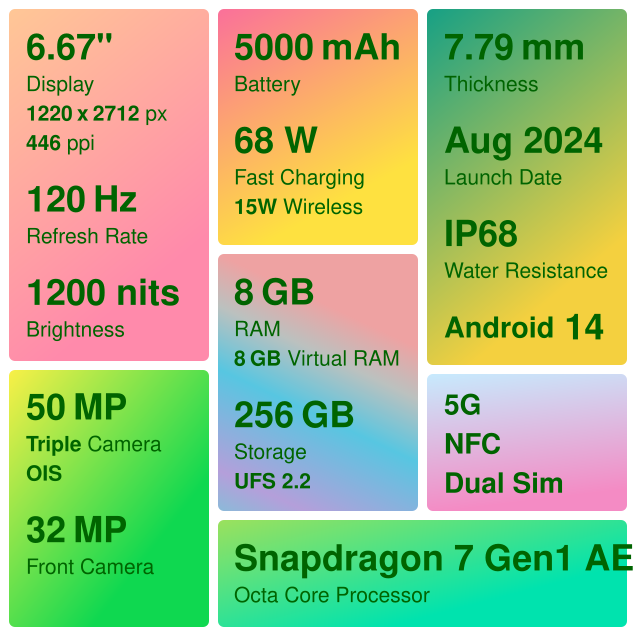 6.67"
Display
1220 x 2712 px
446 ppi
120 Hz
Refresh Rate
1200 nits
Brightness
50 MP
Triple Camera
OIS
32 MP
Front Camera
5000 mAh
Battery
68 W
Fast Charging
15W Wireless
8 GB
RAM
8 GB Virtual RAM
256 GB
Storage
UFS 2.2
7.79 mm
Thickness
Aug 2024
Launch Date
IP68
Water Resistance
Android 14
5G
NFC
Dual Sim
Snapdragon 7 Gen1 AE
Octa Core Processor